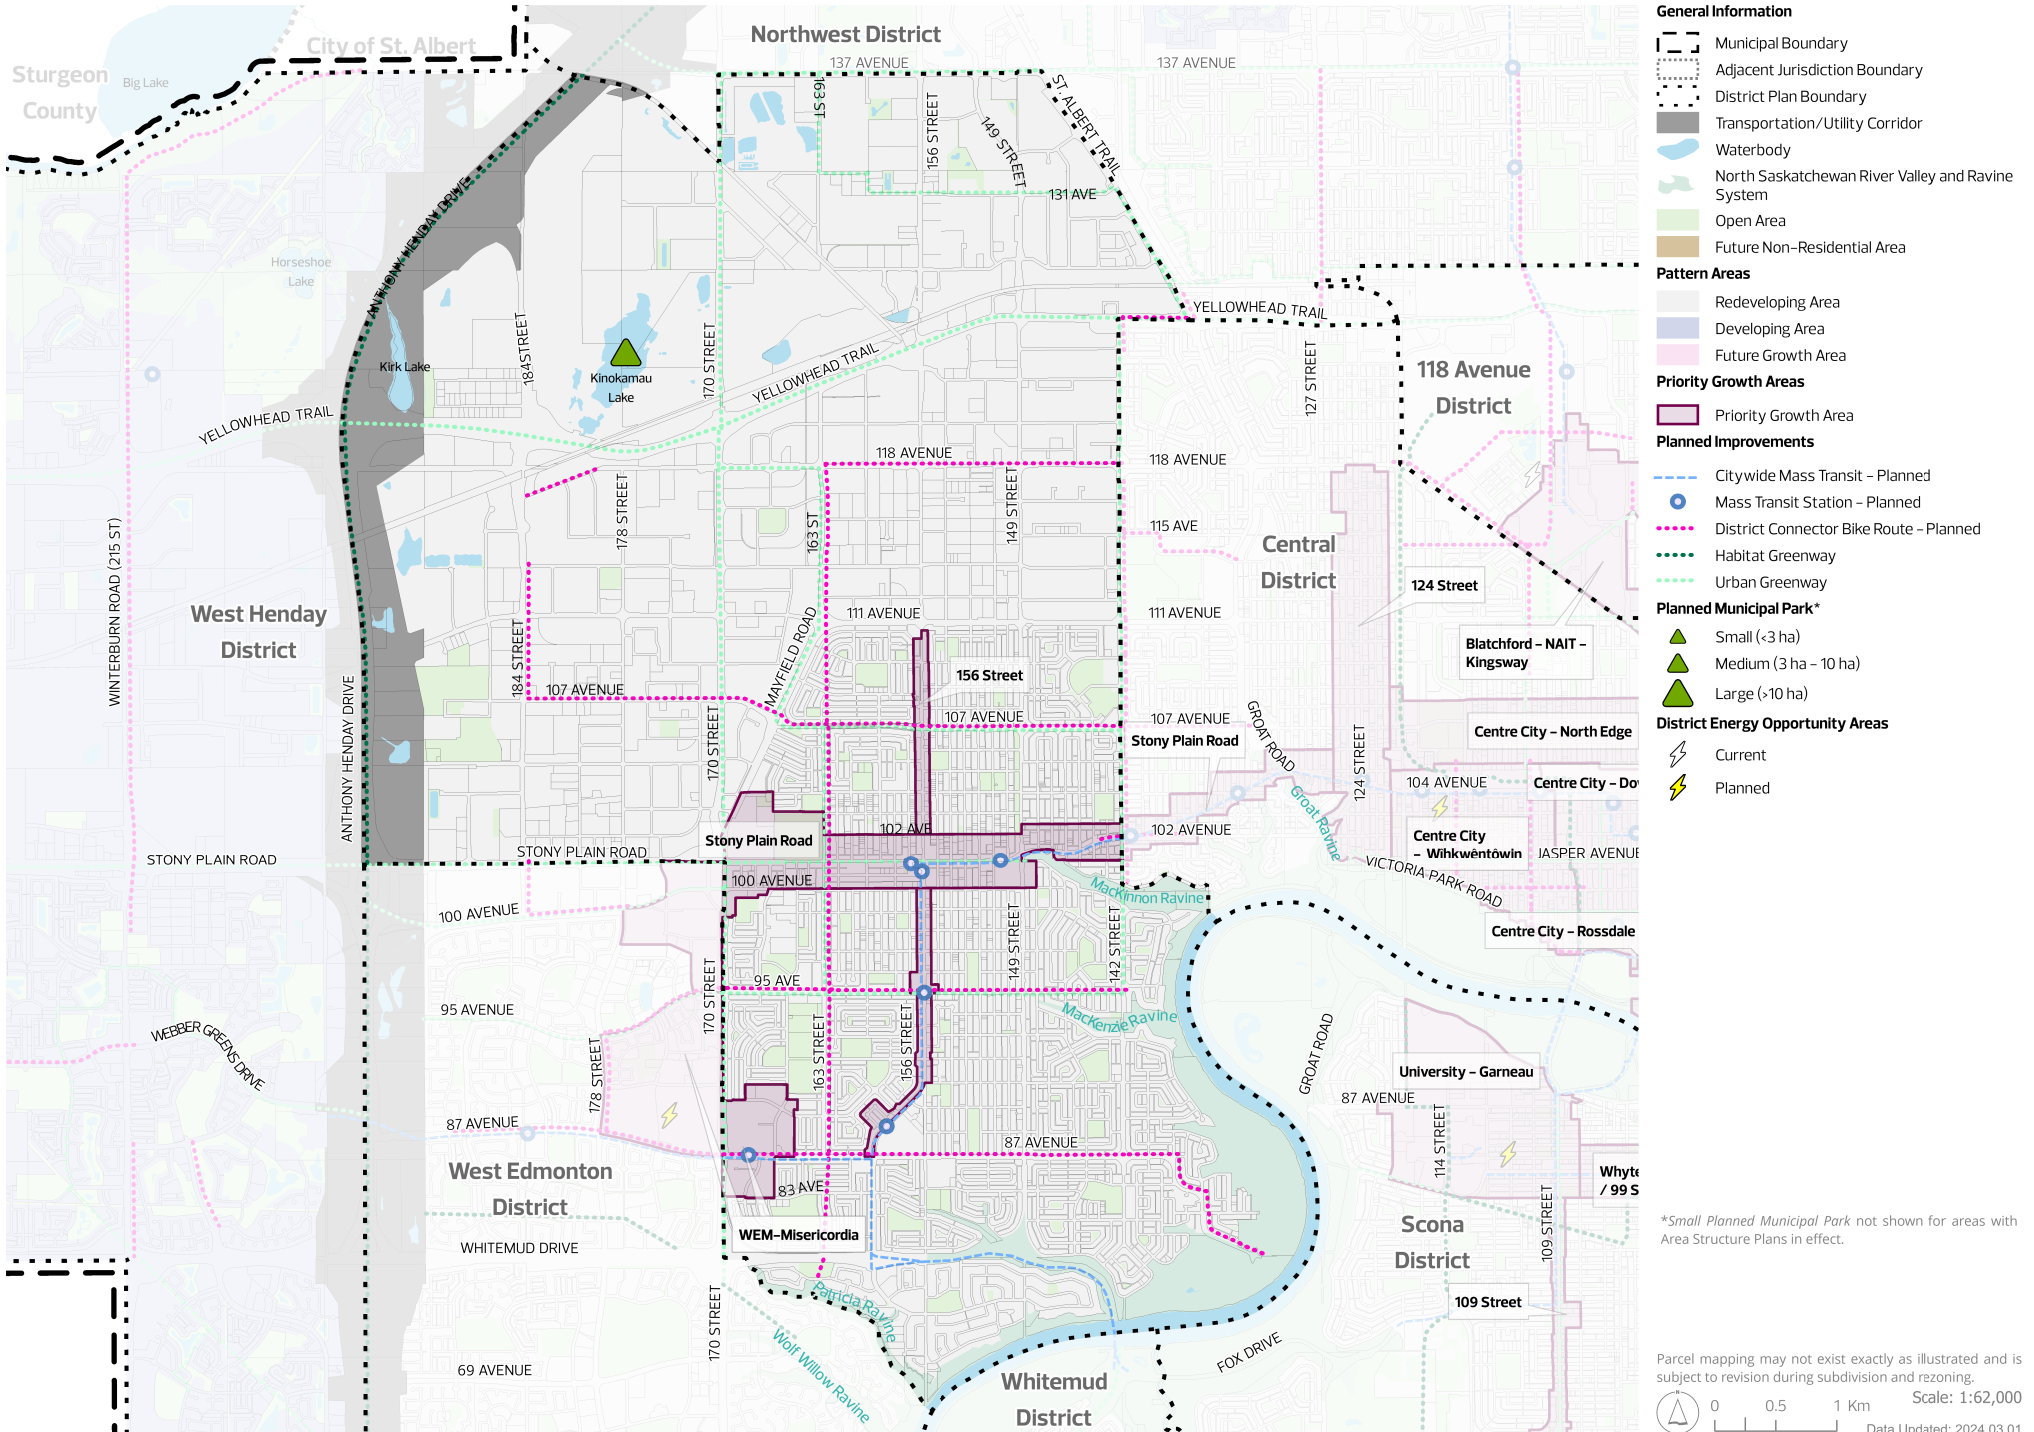 City of St. Albert
Sturgeon
County
Big Lake
Northwest District
137 AVENUE
137 AVENUE
163 ST
156 STREET
149 STREET
ST. ALBERT TRAIL
131 AVE
ANTHONY HENDAY DRIVE
Horseshoe
Lake
Kirk Lake
184 STREET
Kinokamau
Lake
170 STREET
YELLOWHEAD TRAIL
YELLOWHEAD TRAIL
YELLOWHEAD TRAIL
127 STREET
118 Avenue
District
118 AVENUE
118 AVENUE
178 STREET
163 ST
149 STREET
115 AVE
Central
District
124 Street
WINTERBURN ROAD (215 ST)
West Henday
District
111 AVENUE
111 AVENUE
Blatchford - NAIT -
Kingsway
184 STREET
MAYFIELD ROAD
156 Street
107 AVENUE
107 AVENUE
107 AVENUE
Stony Plain Road
GROAT ROAD
124 STREET
Centre City - North Edge
ANTHONY HENDAY DRIVE
170 STREET
104 AVENUE
Centre City - Do
Groat Ravine
102 AVE
102 AVENUE
Stony Plain Road
Centre City
- Wîhkwêntôwin
JASPER AVENUE
STONY PLAIN ROAD
STONY PLAIN ROAD
VICTORIA PARK ROAD
100 AVENUE
100 AVENUE
MacKinnon Ravine
Centre City - Rossdale
149 STREET
142 STREET
170 STREET
95 AVE
95 AVENUE
MacKenzie Ravine
WEBBER GREENS DRIVE
178 STREET
163 STREET
156 STREET
GROAT ROAD
University - Garneau
87 AVENUE
87 AVENUE
87 AVENUE
114 STREET
West Edmonton
District
83 AVE
Whyte
/ 99 S
WEM-Misericordia
WHITEMUD DRIVE
Scona
District
109 STREET
170 STREET
Patricia Ravine
Wolf Willow Ravine
109 Street
69 AVENUE
FOX DRIVE
Whitemud
District
General Information
Municipal Boundary
Adjacent Jurisdiction Boundary
District Plan Boundary
Transportation/Utility Corridor
Waterbody
North Saskatchewan River Valley and Ravine
System
Open Area
Future Non-Residential Area
Pattern Areas
Redeveloping Area
Developing Area
Future Growth Area
Priority Growth Areas
Priority Growth Area
Planned Improvements
Citywide Mass Transit - Planned
Mass Transit Station - Planned
District Connector Bike Route - Planned
Habitat Greenway
Urban Greenway
Planned Municipal Park*
Small (<3 ha)
Medium (3 ha - 10 ha)
Large (>10 ha)
District Energy Opportunity Areas
Current
Planned
*Small Planned Municipal Park not shown for areas with
Area Structure Plans in effect.
Parcel mapping may not exist exactly as illustrated and is
subject to revision during subdivision and rezoning.
Scale: 1:62,000
N
0 0.5 1 Km
Data Updated: 2024.03.01